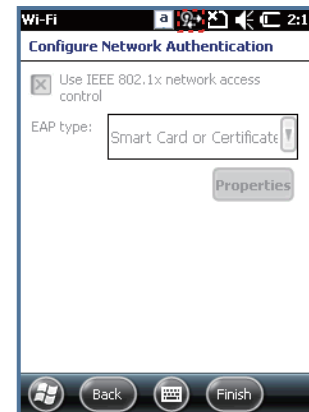 Wi-Fi a 2:1
Configure Network Authentication
Use IEEE 802.1x network access
control
EAP type:
Smart Card or Certificate
Properties
Back Finish